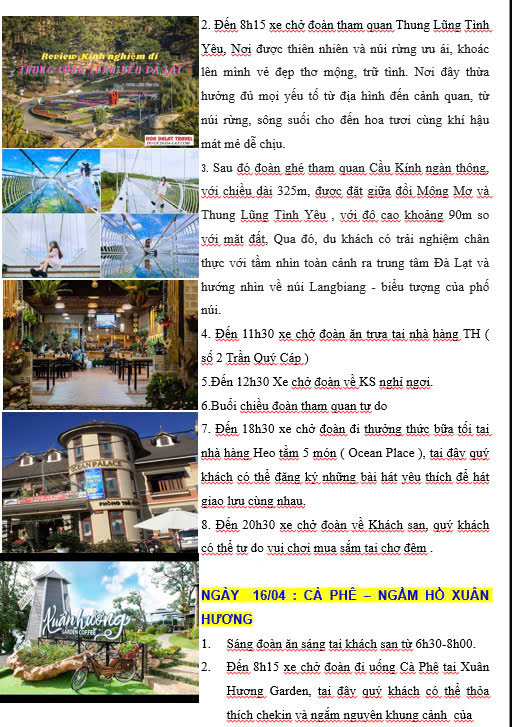 Review Kinh nghiệm đi
THUNG LŨNG TÌNH YÊU ĐÀ LẠT
HOA DALAT TRAVEL
2. Đến 8h15 xe chở đoàn tham quan Thung Lũng Tình
Yêu, Nơi được thiên nhiên và núi rừng ưu ái, khoác
lên mình vẻ đẹp thơ mộng, trữ tình. Nơi đây thừa
hưởng đủ mọi yếu tố từ địa hình đến cảnh quan, từ
núi rừng, sông suối cho đến hoa tươi cùng khí hậu
mát mẻ dễ chịu.
3. Sau đó đoàn ghé tham quan Cầu Kính ngàn thông,
với chiều dài 325m, được đặt giữa đồi Mộng Mơ và
Thung Lũng Tình Yêu , với độ cao khoảng 90m so
với mặt đất, Qua đó, du khách có trải nghiệm chân
thực với tầm nhìn toàn cảnh ra trung tâm Đà Lạt và
hướng nhìn về núi Langbiang - biểu tượng của phố
núi.
4. Đến 11h30 xe chở đoàn ăn trưa tại nhà hàng TH (
số 2 Trần Quý Cáp )
5.Đến 12h30 Xe chở đoàn về KS nghỉ ngơi.
6.Buổi chiều đoàn tham quan tự do
OCEAN PALACE
PHÒNG TRÀ
7. Đến 18h30 xe chở đoàn đi thưởng thức bữa tối tại
nhà hàng Heo tằm 5 món ( Ocean Place ), tại đây quý
khách có thể đăng ký những bài hát yêu thích để hát
giao lưu cùng nhau.
8. Đến 20h30 xe chở đoàn về Khách sạn, quý khách
có thể tự do vui chơi mua sắm tại chợ đêm .
Xuân Hương
GARDEN COFFEE
NGÀY 16/04 : CÀ PHÊ – NGẮM HỒ XUÂN
HƯƠNG
1. Sáng đoàn ăn sáng tại khách sạn từ 6h30-8h00.
2. Đến 8h15 xe chở đoàn đi uống Cà Phê tại Xuân
Hương Garden, tại đây quý khách có thể thỏa
thích chekin và ngắm nguyên khung cảnh của